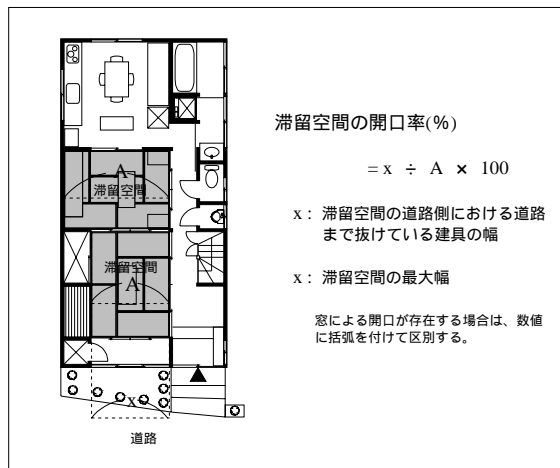 滞留空間の開口率(%)
= x ÷ A × 100
x : 滞留空間の道路側における道路
まで抜けている建具の幅
x : 滞留空間の最大幅
窓による開口が存在する場合は、数値
に括弧を付けて区別する。
A
滞留空間
滞留空間
A
x
道路